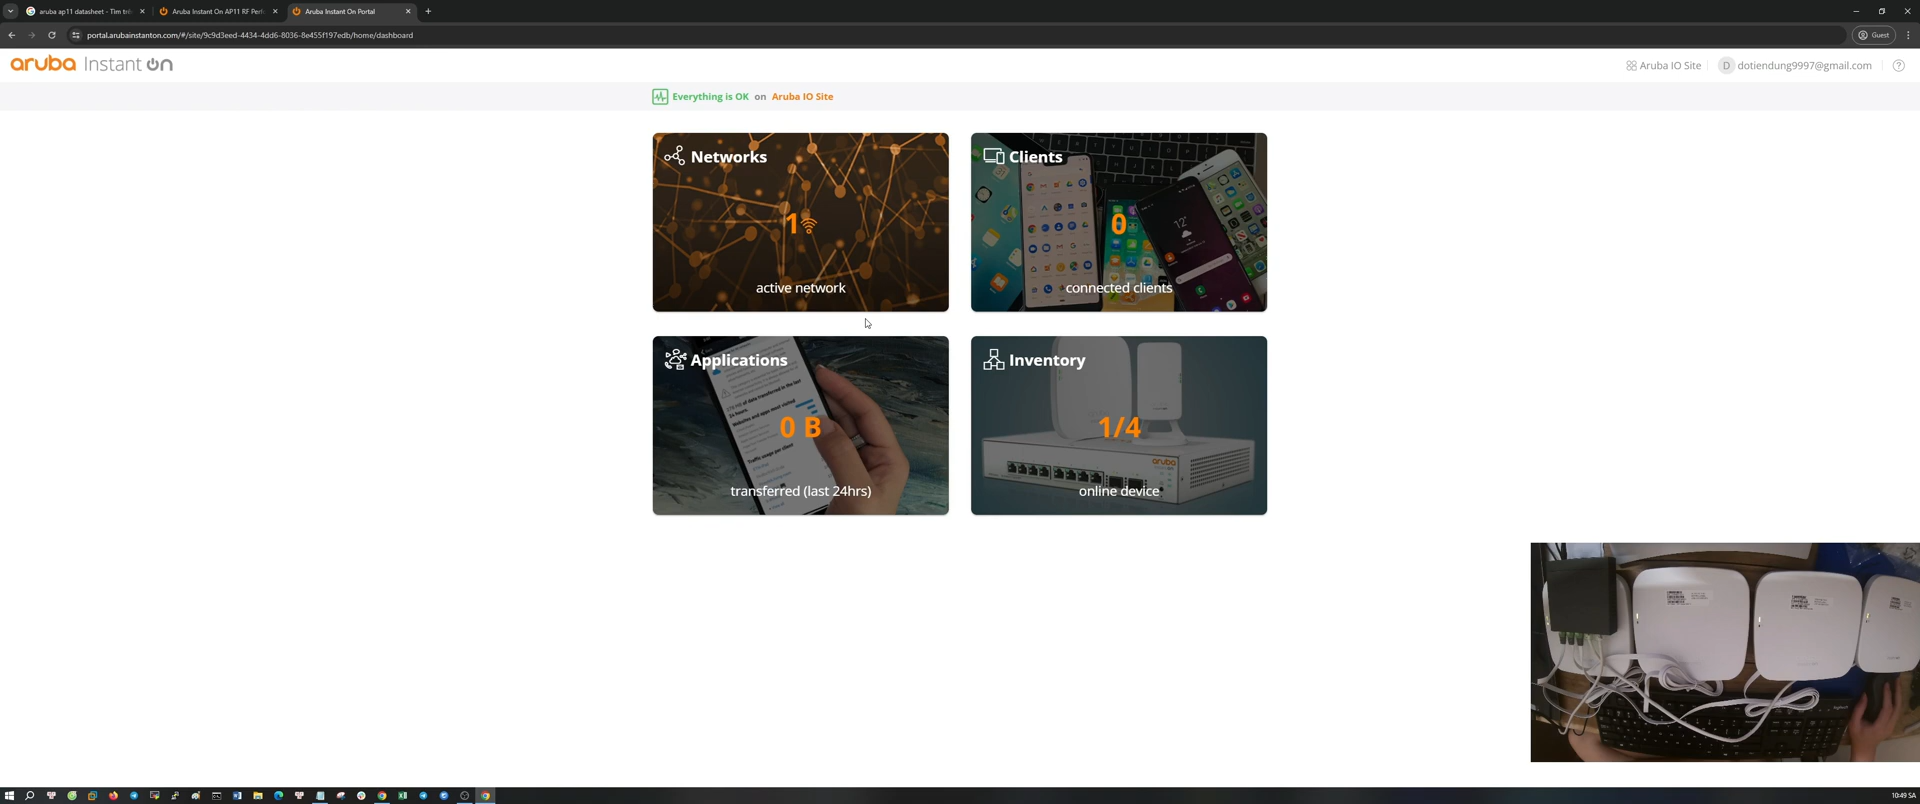 aruba ap11 datasheet - Tìm trê
Aruba Instant On AP11 RF Perf
Aruba Instant On Portal
portal.arubainstanton.com/#/site/9c9d3eed-4434-4dd6-8036-8e455f197edb/home/dashboard
Guest
aruba Instant On
Aruba IO Site
D dotiendung9997@gmail.com
?
Everything is OK on Aruba IO Site
Networks
1
active network
Clients
0
connected clients
Applications
0 B
transferred (last 24hrs)
Inventory
1/4
online device
aruba
12°
10:49 SA